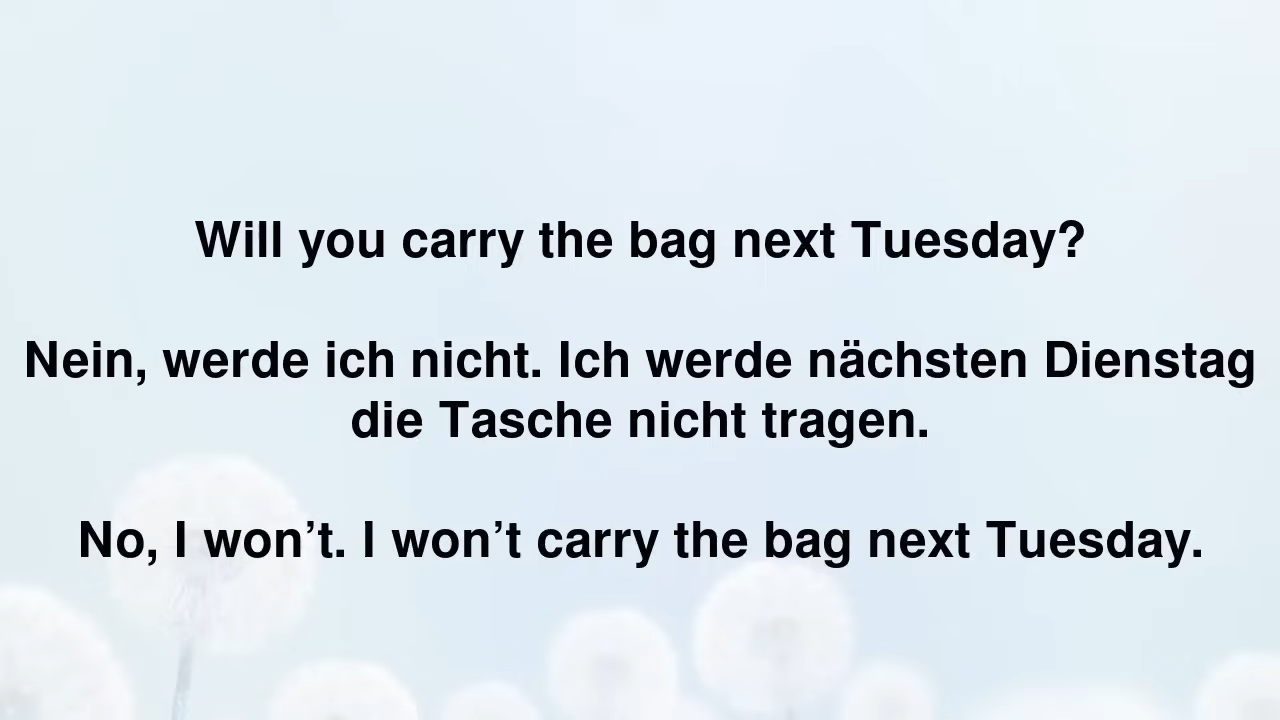 Will you carry the bag next Tuesday?
Nein, werde ich nicht. Ich werde nächsten Dienstag
die Tasche nicht tragen.
No, I won’t. I won’t carry the bag next Tuesday.